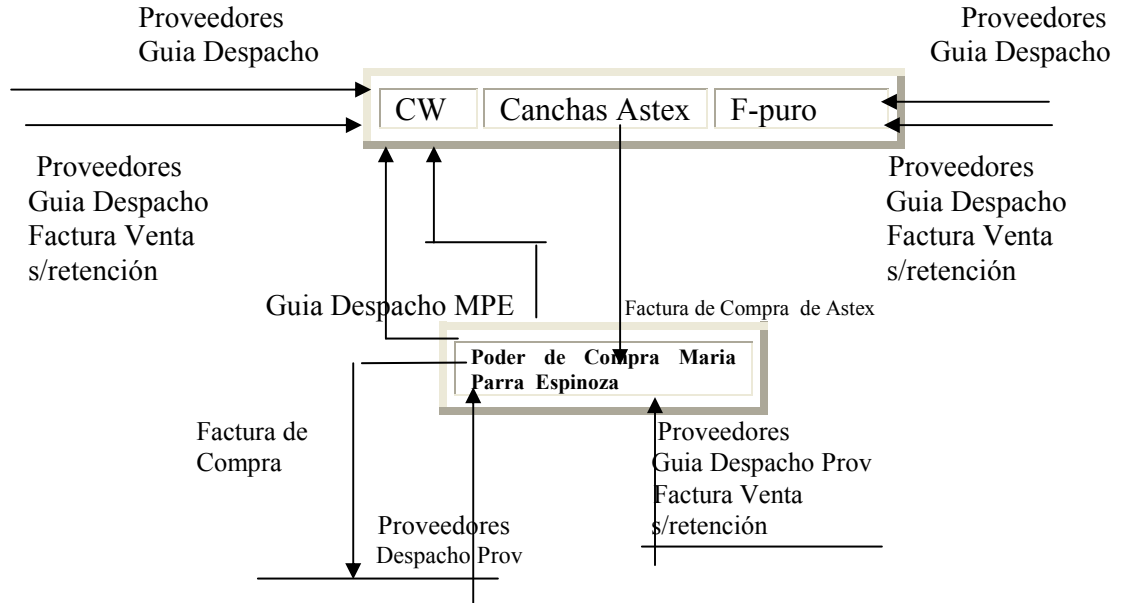 Proveedores
Guia Despacho
Proveedores
Guia Despacho
CW
Canchas Astex
F-puro
Proveedores
Guia Despacho
Factura Venta
s/retención
Proveedores
Guia Despacho
Factura Venta
s/retención
Guia Despacho MPE
Factura de Compra de Astex
Poder de Compra Maria
Parra Espinoza
Factura de
Compra
Proveedores
Guia Despacho Prov
Factura Venta
s/retención
Proveedores
Despacho Prov